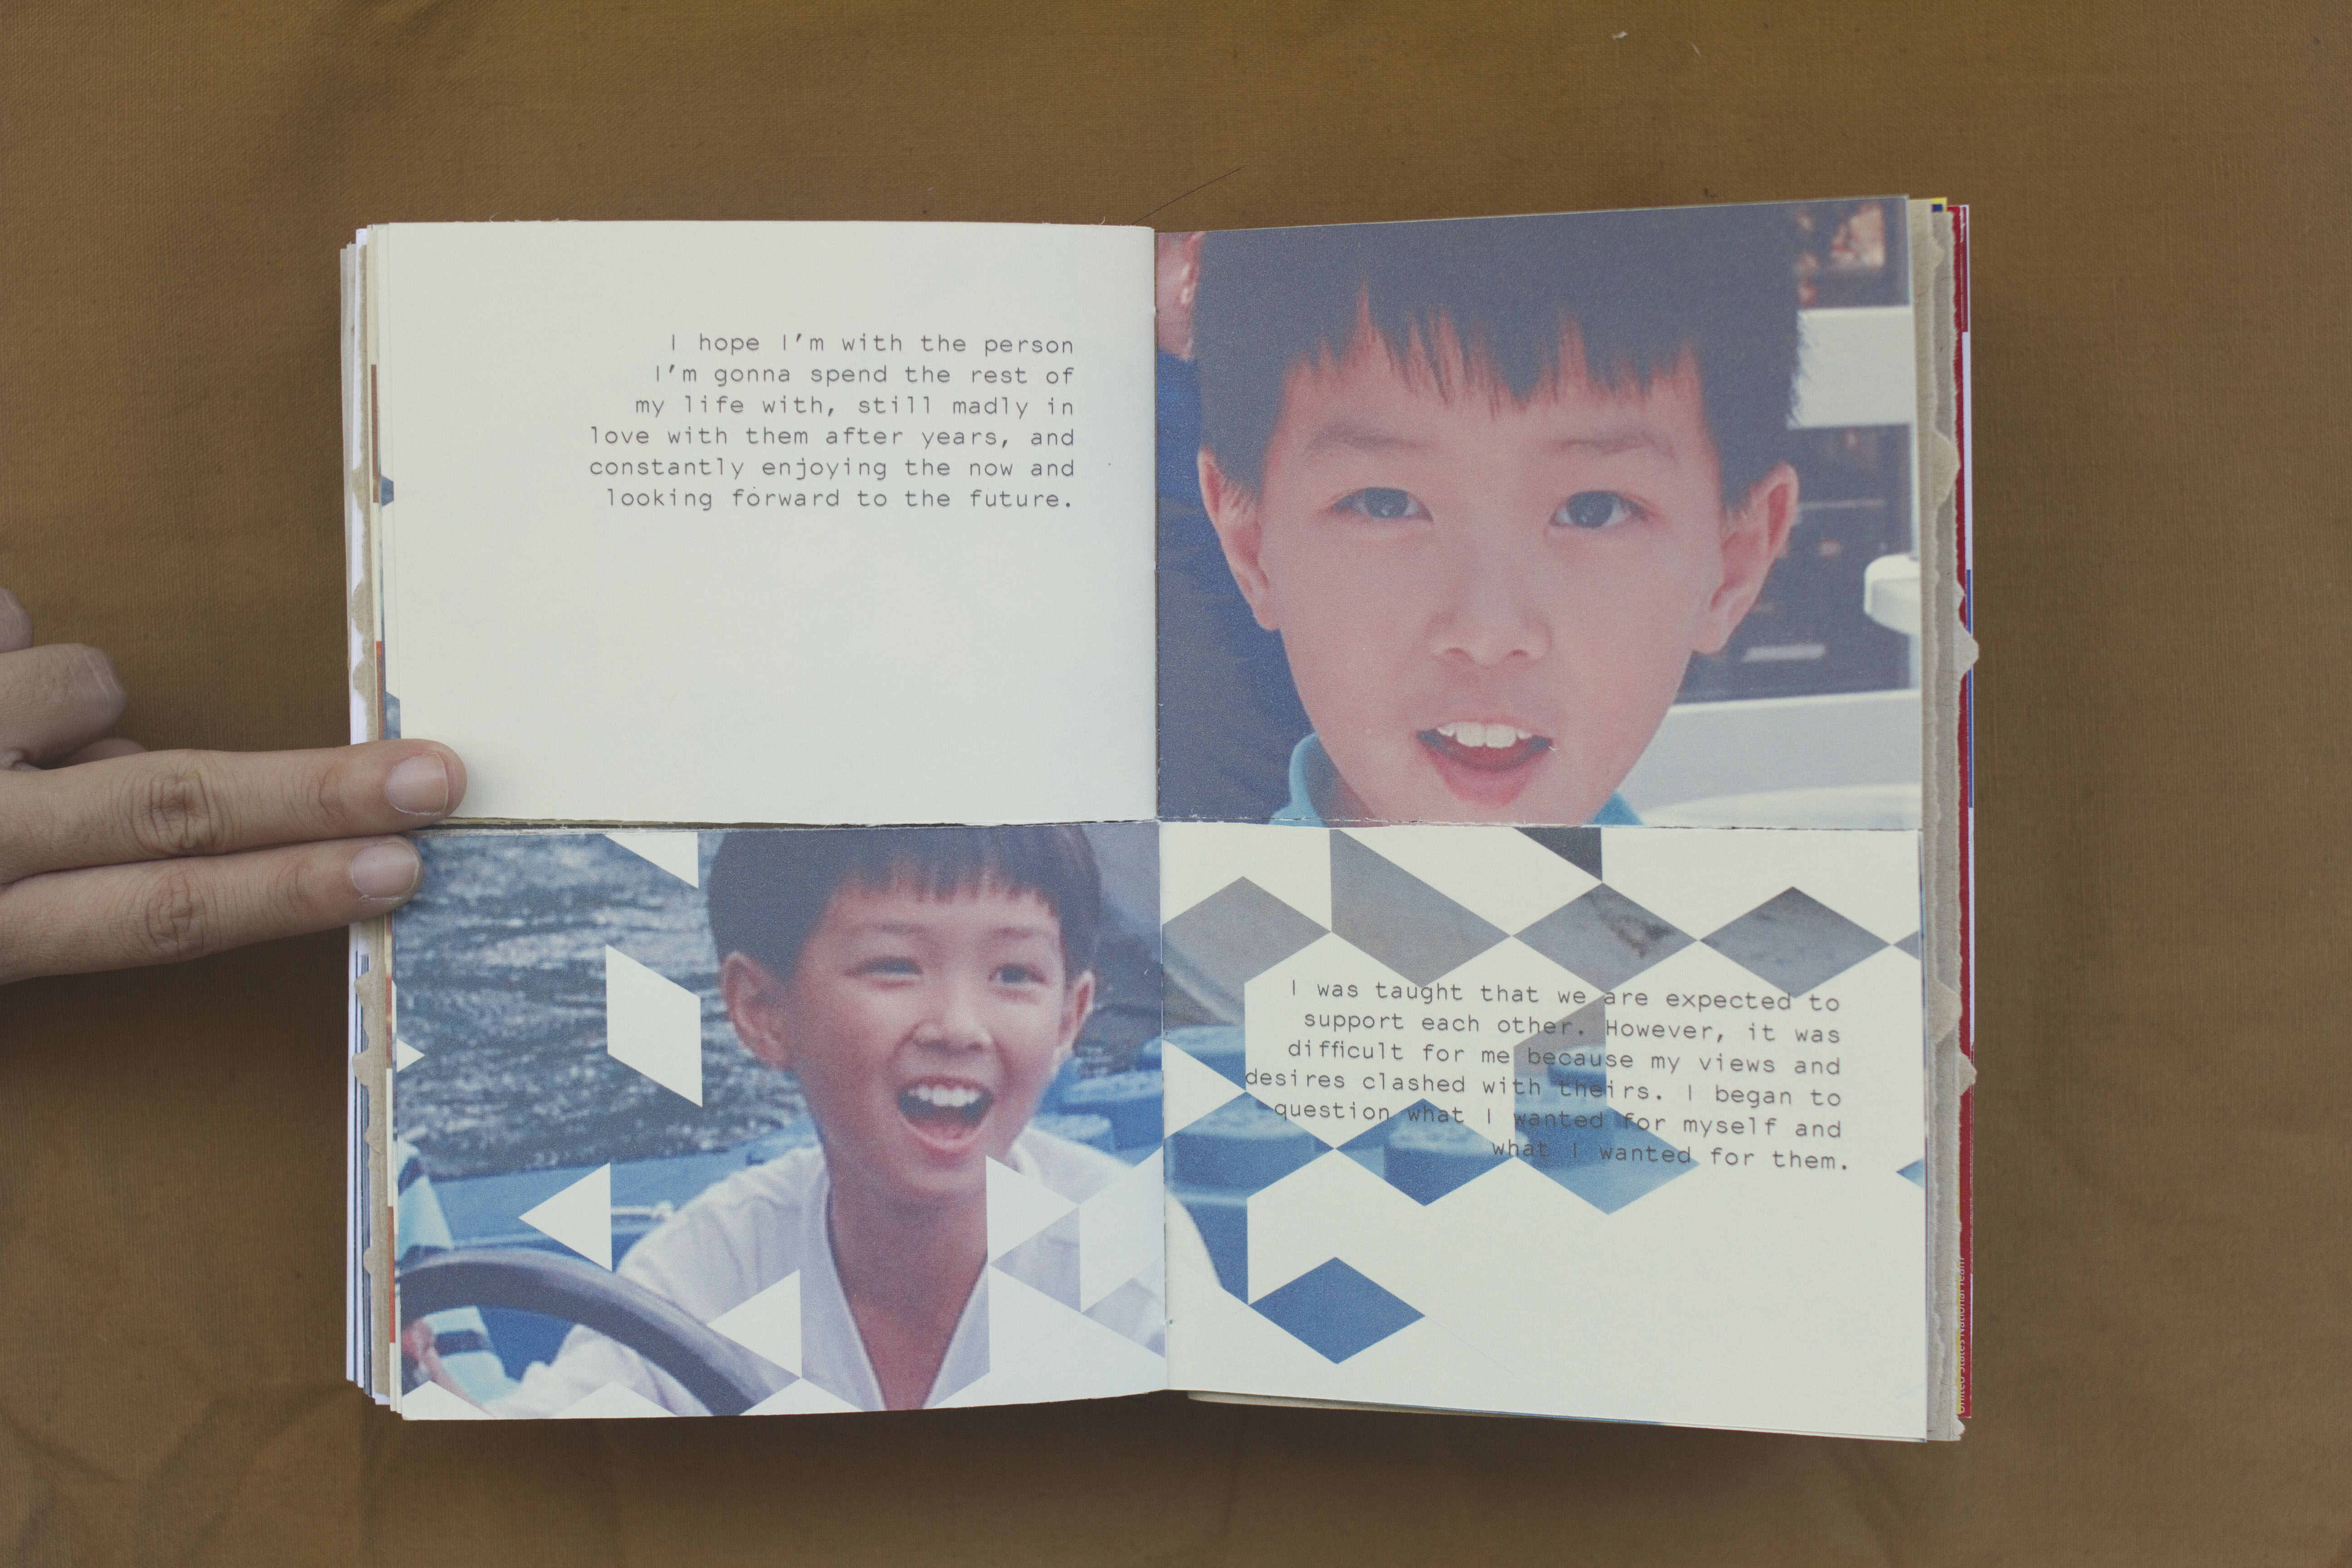 I hope I'm with the person
I'm gonna spend the rest of
my life with, still madly in
love with them after years, and
constantly enjoying the now and
looking forward to the future.
I was taught that we are expected to
support each other. However, it was
difficult for me because my views and
desires clashed with theirs. I began to
question what I wanted for myself and
what I wanted for them.
United States National Team